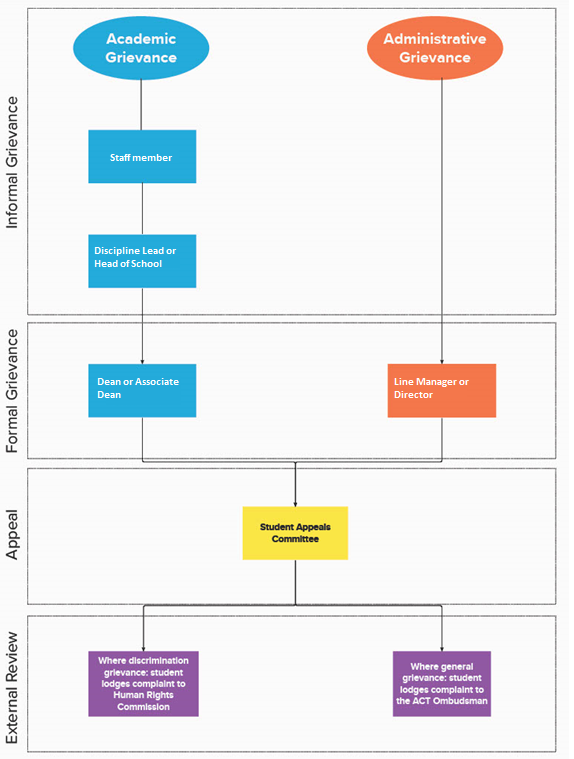 Informal Grievance
Academic
Grievance
Administrative
Grievance
Staff member
Discipline Lead or
Head of School
Formal Grievance
Dean or Associate
Dean
Line Manager or
Director
Appeal
Student Appeals
Committee
External Review
Where discrimination
grievance: student
lodges complaint to
Human Rights
Commission
Where general
grievance: student
lodges complaint to
the ACT Ombudsman